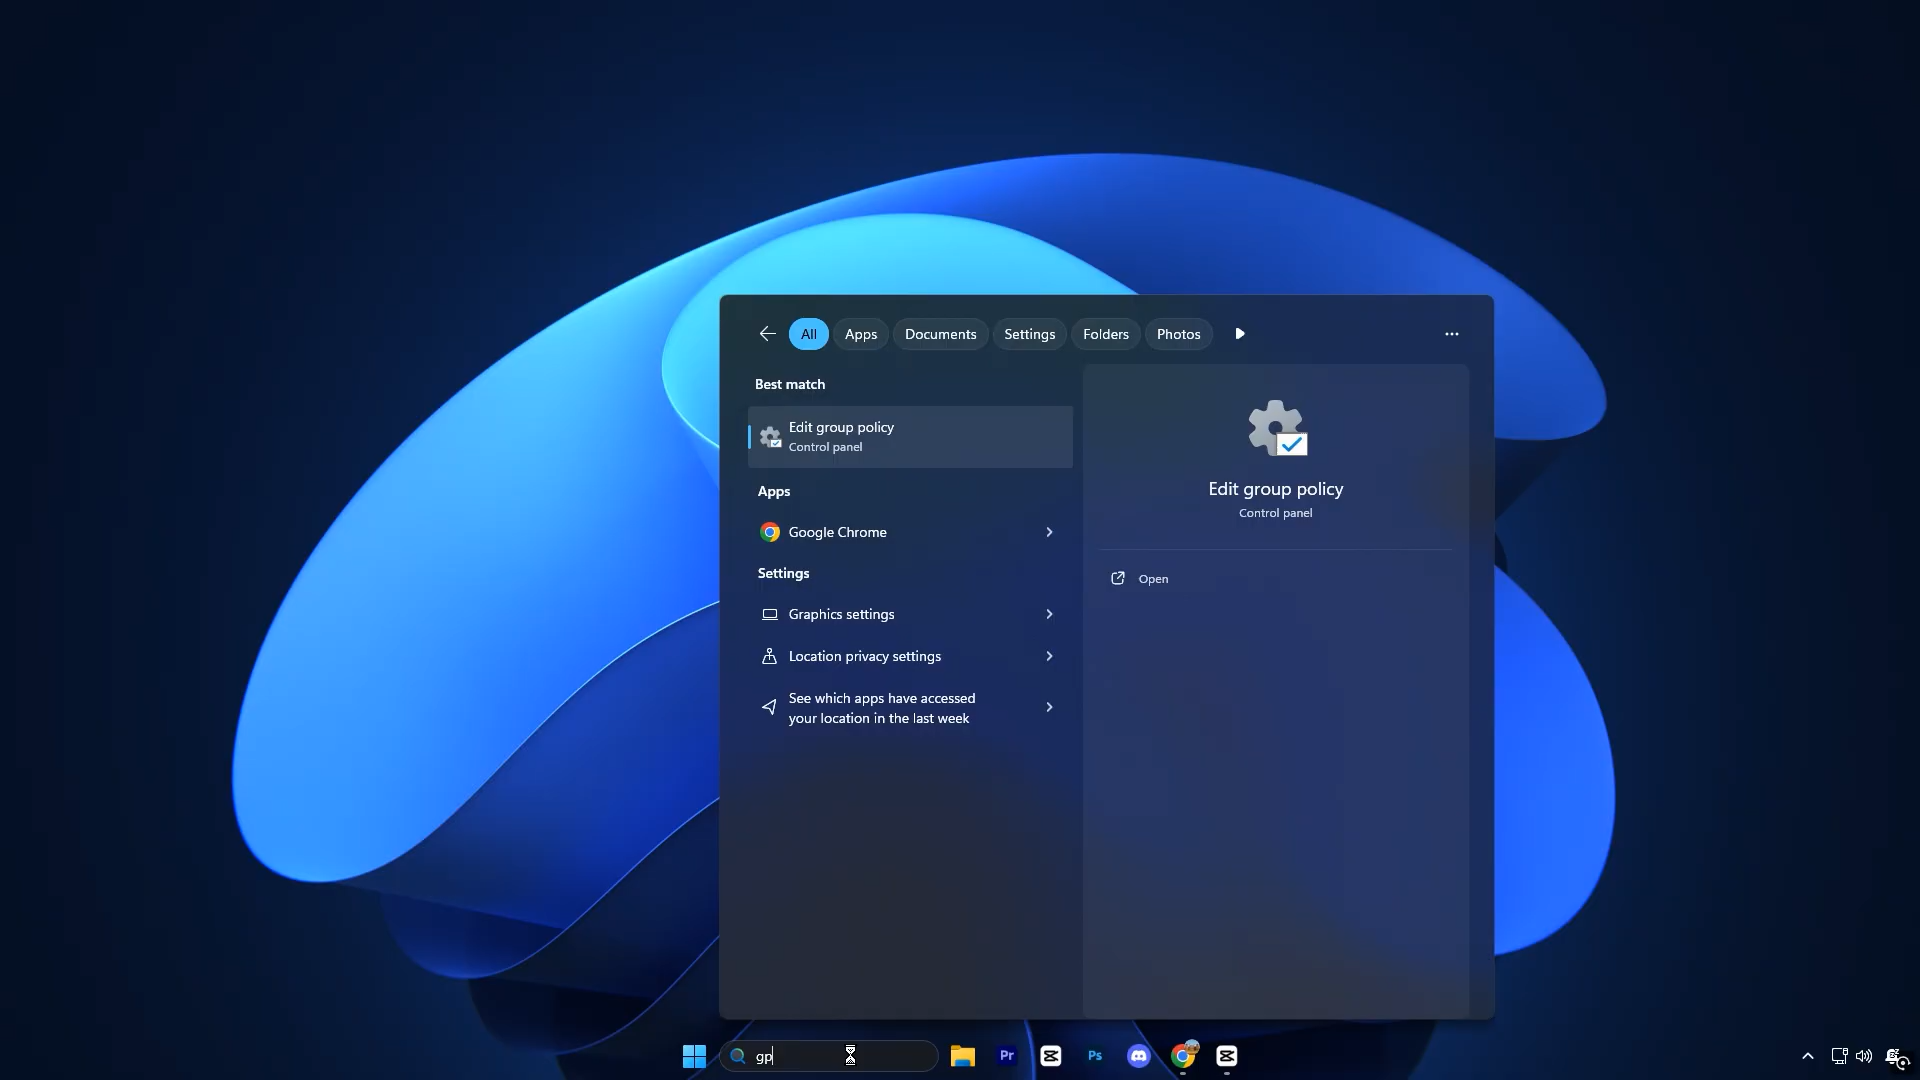 All
Apps
Documents
Settings
Folders
Photos
Best match
Edit group policy
Control panel
Apps
Google Chrome
Settings
Graphics settings
Location privacy settings
See which apps have accessed
your location in the last week
Edit group policy
Control panel
Open
gp
Pr
Ps